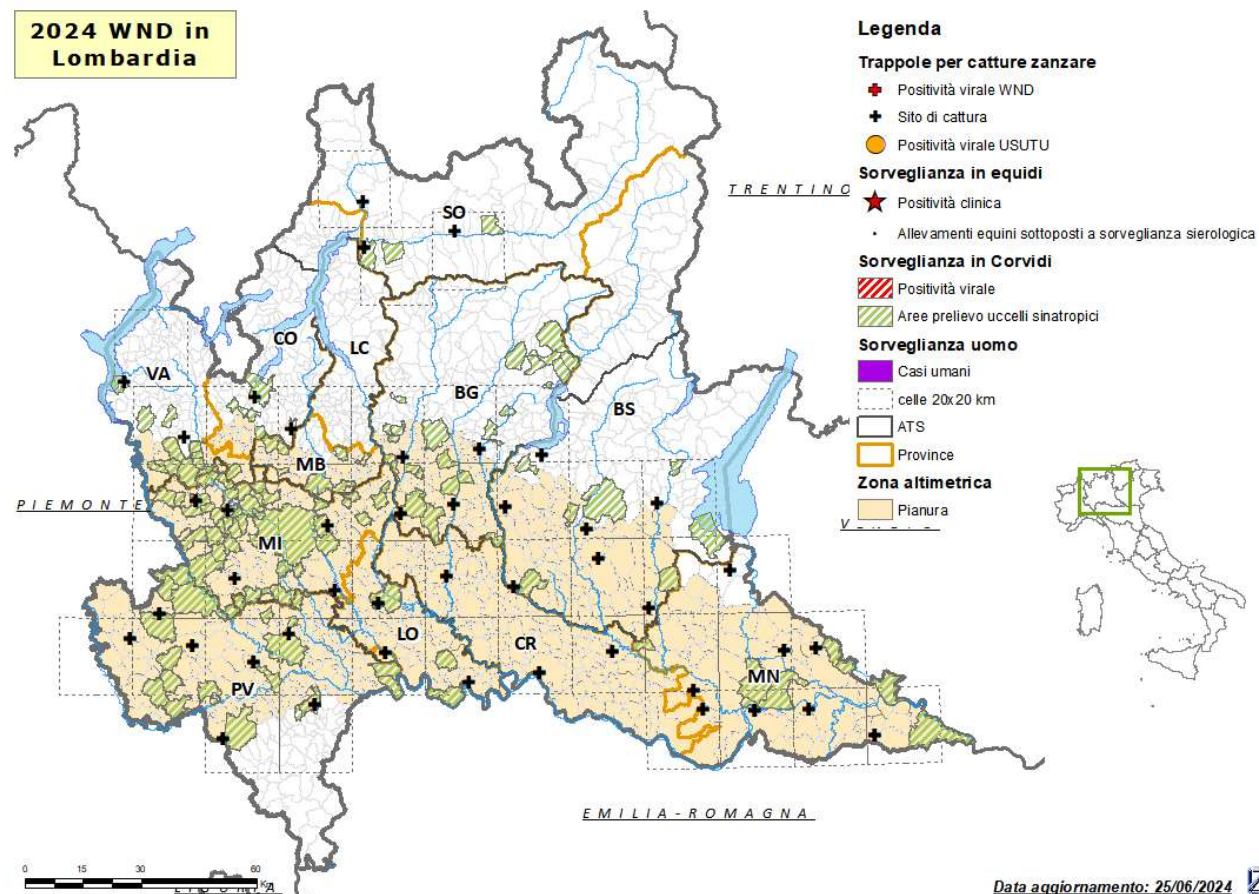 2024 WND in
Lombardia
Legenda
Trappole per catture zanzare
Positività virale WND
Sito di cattura
Positività virale USUTU
Sorveglianza in equidi
Positività clinica
Allevamenti equini sottoposti a sorveglianza sierologica
Sorveglianza in Corvidi
Positività virale
Aree prelievo uccelli sinatropici
Sorveglianza uomo
Casi umani
celle 20x20 km
ATS
Province
Zona altimetrica
Pianura
TRENTINO
SO
CO
LC
VA
BG
BS
MB
PIEMONTE
MI
LO
CR
MN
PV
EMILIA-ROMAGNA
0 15 30 60
Km
Data aggiornamento: 25/06/2024